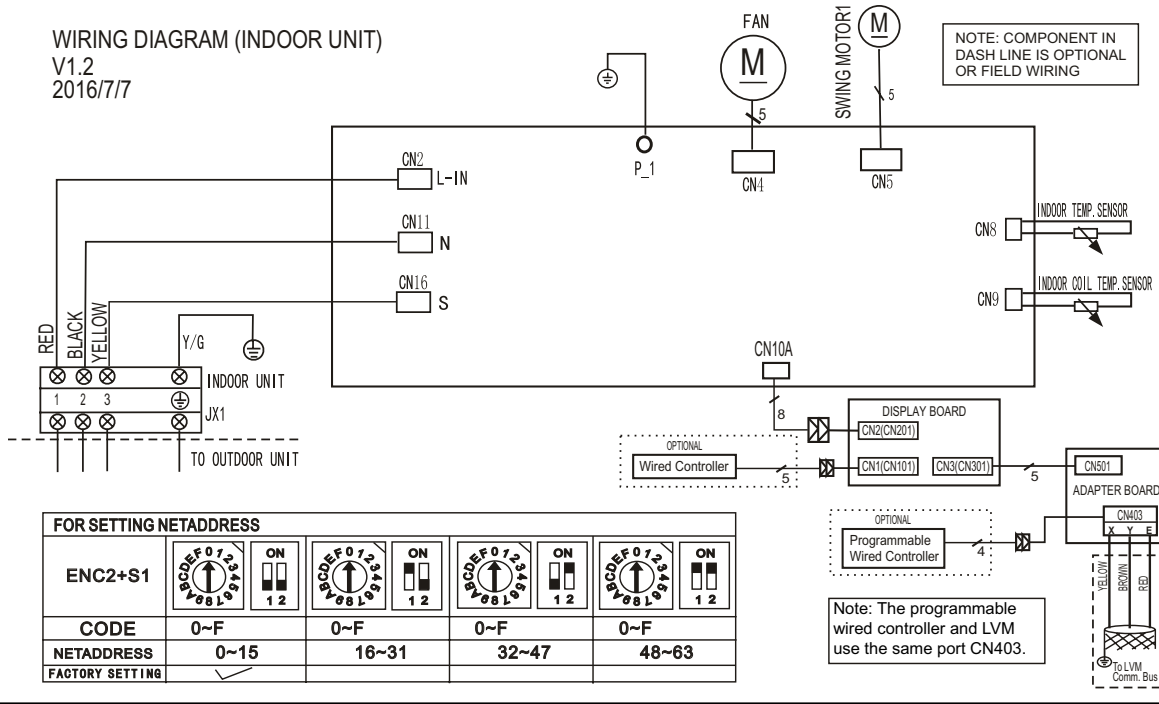 WIRING DIAGRAM (INDOOR UNIT)
V1.2
2016/7/7
FAN
M
SWING MOTOR1
M
NOTE: COMPONENT IN
DASH LINE IS OPTIONAL
OR FIELD WIRING
5
5
P_1
CN4
CN5
CN2
L-IN
CN11
N
CN16
S
CN8
INDOOR TEMP. SENSOR
CN9
INDOOR COIL TEMP. SENSOR
RED
BLACK
YELLOW
Y/G
INDOOR UNIT
1 2 3
JX1
TO OUTDOOR UNIT
CN10A
8
DISPLAY BOARD
CN2(CN201)
CN1(CN101) CN3(CN301)
OPTIONAL
Wired Controller
5
5
CN501
ADAPTER BOARD
CN403
X Y E
OPTIONAL
Programmable
Wired Controller
4
YELLOW
BROWN
RED
To LVM
Comm. Bus
Note: The programmable
wired controller and LVM
use the same port CN403.
FOR SETTING NETADDRESS
ENC2+S1
0123456789ABCDEF ON 1 2
0123456789ABCDEF ON 1 2
0123456789ABCDEF ON 1 2
0123456789ABCDEF ON 1 2
CODE 0~F 0~F 0~F 0~F
NETADDRESS 0~15 16~31 32~47 48~63
FACTORY SETTING